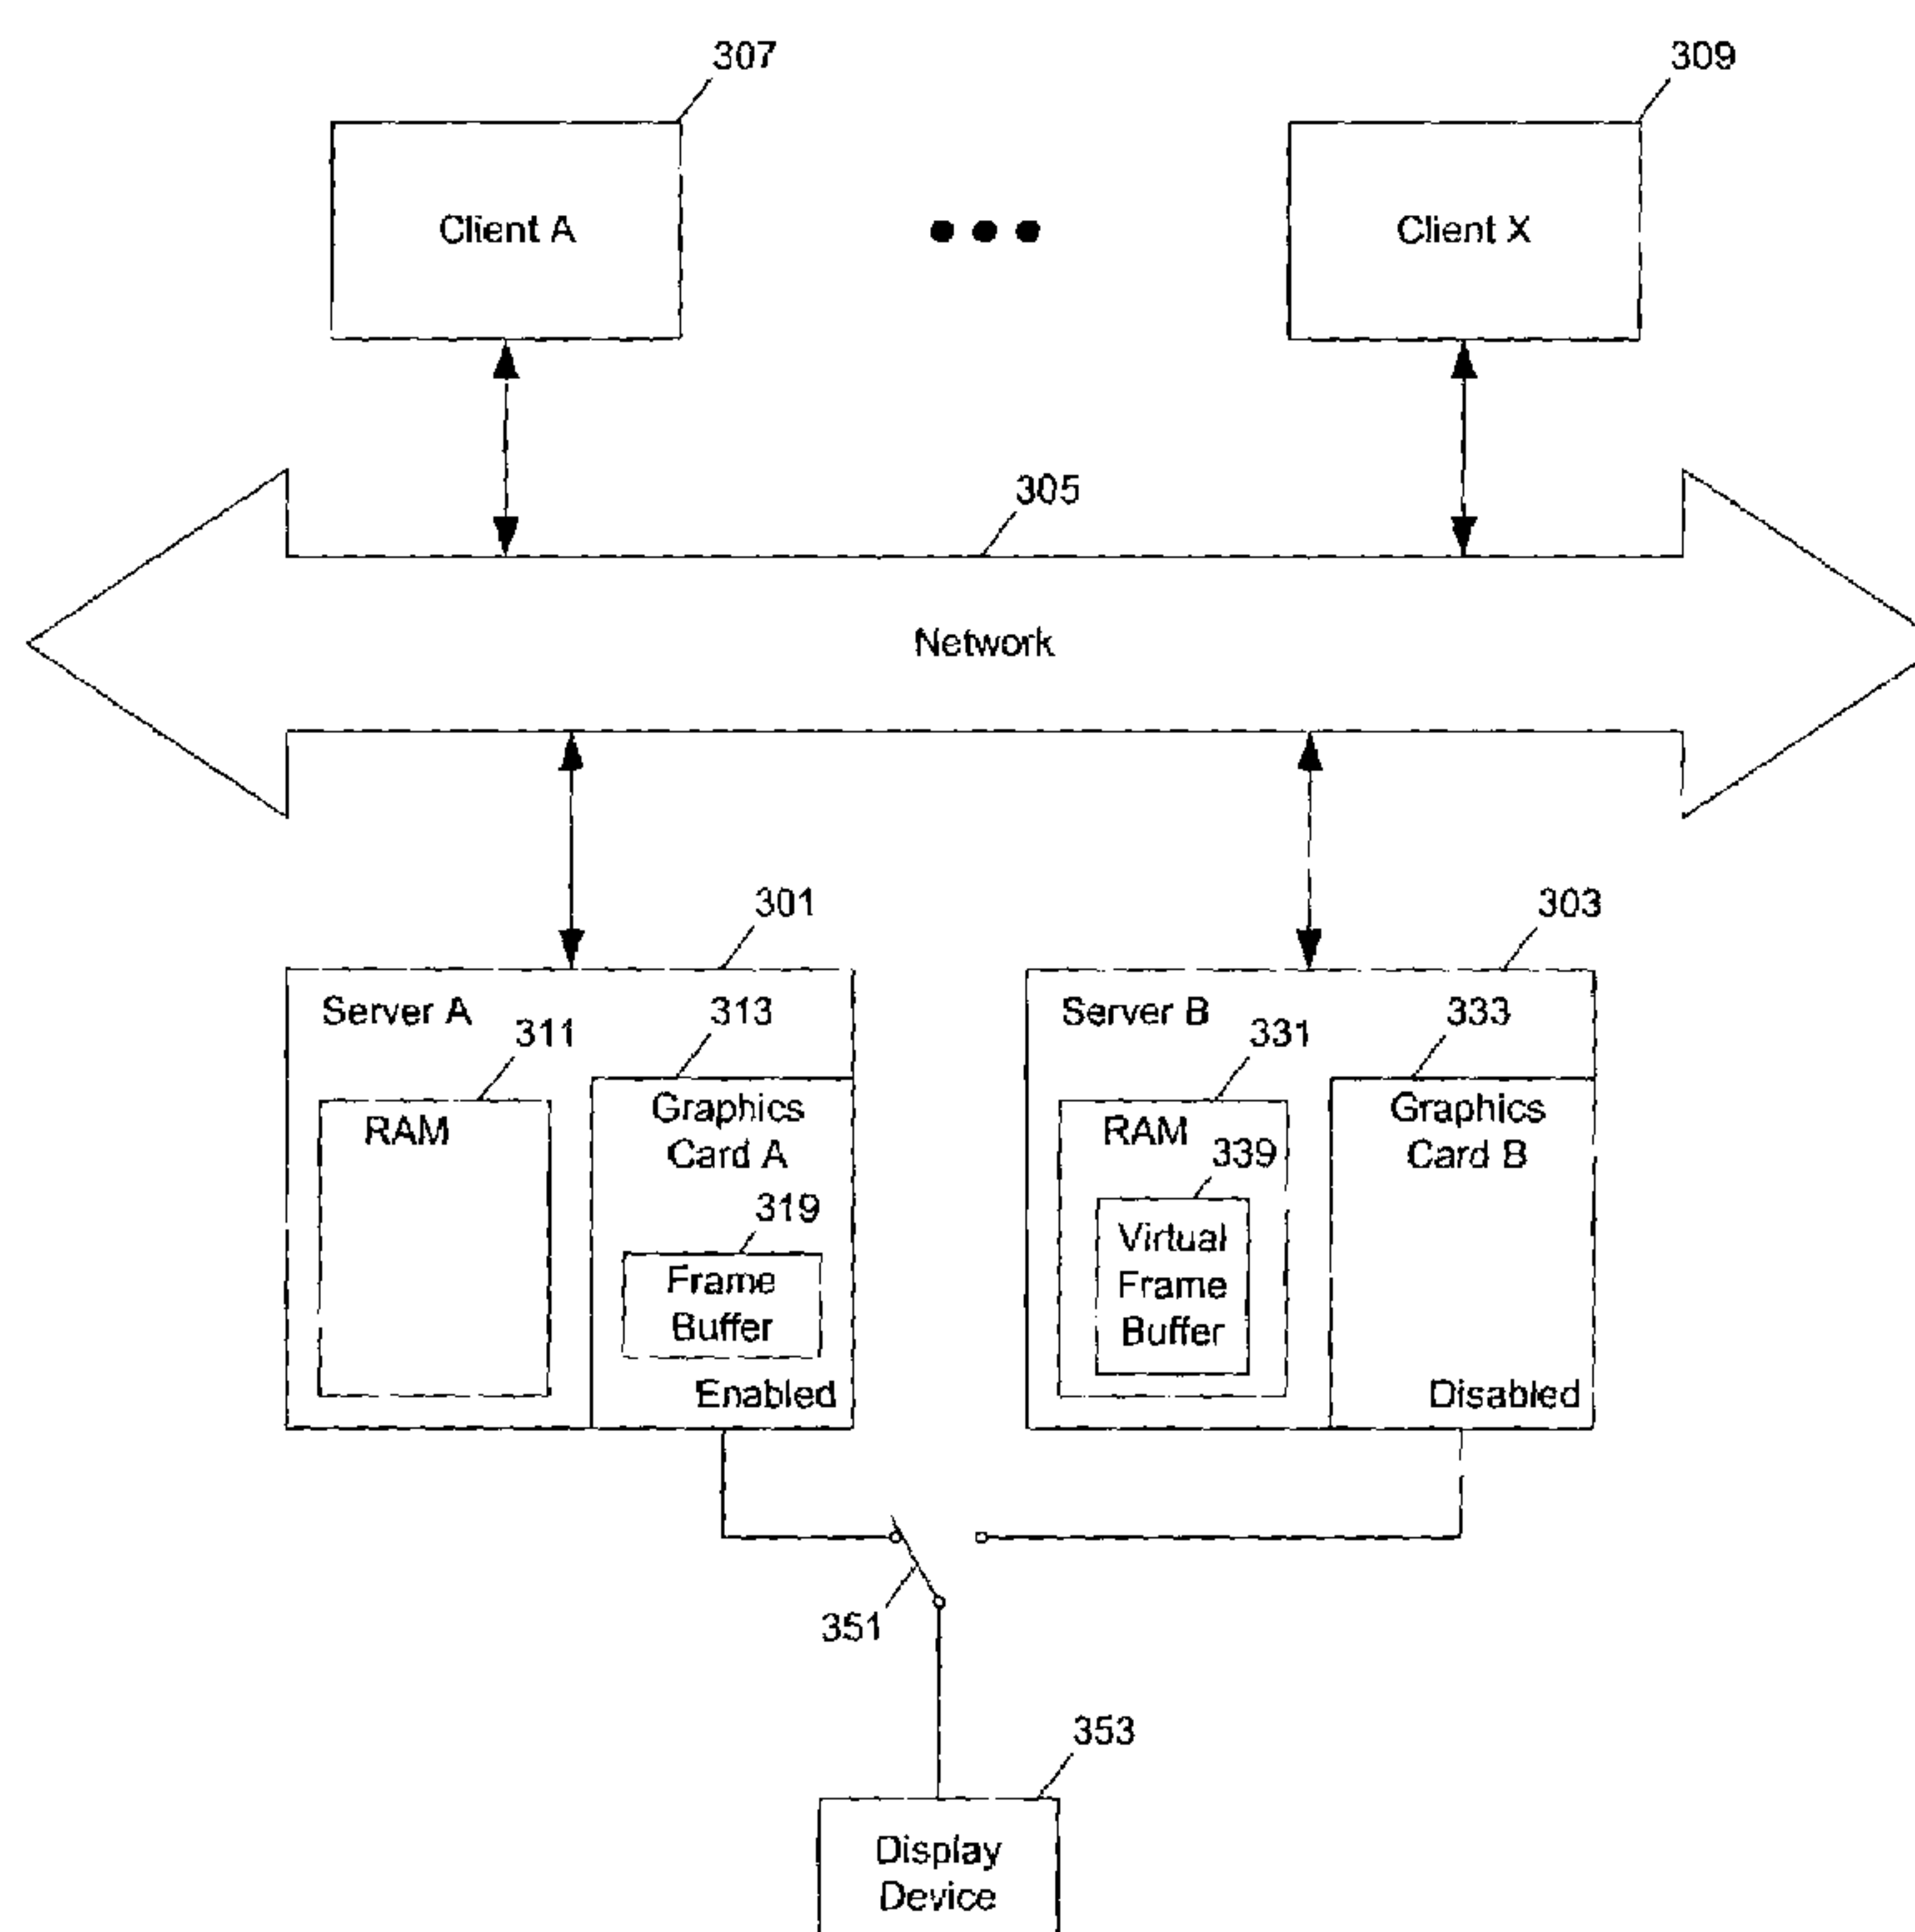 307
309
Client A
Client X
305
Network
301
303
Server A
313
311
Server B
333
331
RAM
Graphics
Card A
RAM
Graphics
Card B
339
319
Virtual
Frame
Buffer
Frame
Buffer
Enabled
Disabled
351
353
Display
Device